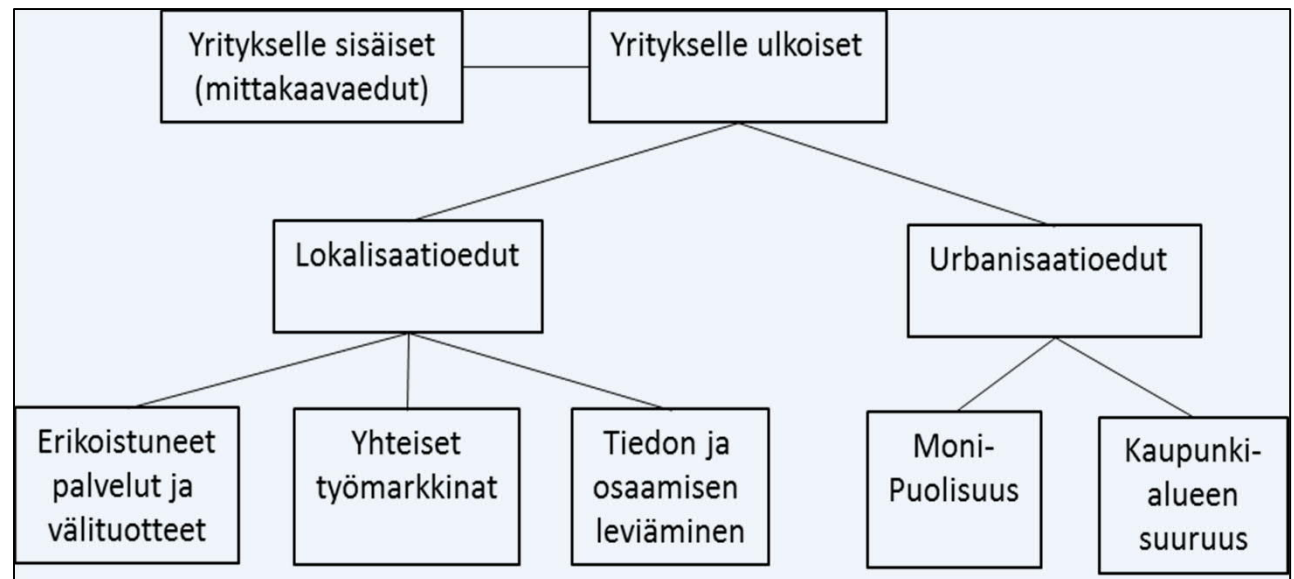 Yritykselle sisäiset
(mittakaavaedut)
Yritykselle ulkoiset
Lokalisaatioedut
Urbanisaatioedut
Erikoistuneet
palvelut ja
välituotteet
Yhteiset
työmarkkinat
Tiedon ja
osaamisen
leviäminen
Moni-
Puolisuus
Kaupunki-
alueen
suuruus